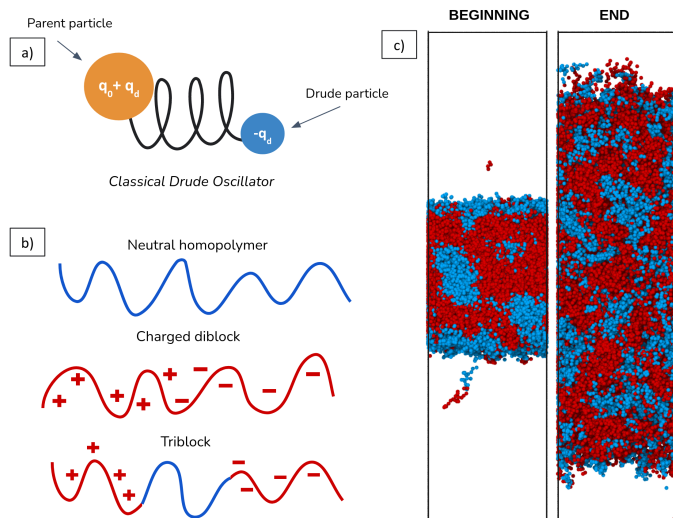 a)
Parent particle
q0+ qd
-qd
Drude particle
Classical Drude Oscillator
b)
Neutral homopolymer
Charged diblock
+ + + + + − − − − −
Triblock
+ + + + − − − −
c)
BEGINNING
END